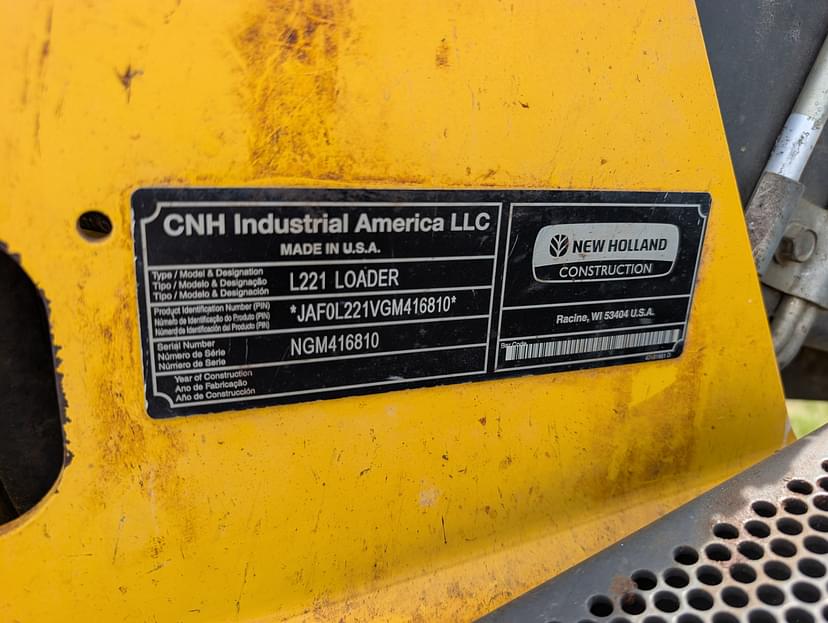 CNH Industrial America LLC
MADE IN U.S.A.
Type / Model & Designation
Tipo / Modelo & Designação
Tipo / Modelo & Designación
L221 LOADER
Product Identification Number (PIN)
Número de Identificação do Produto (PIN)
Número de Identificación del Producto (PIN)
*JAF0L221VGM416810*
Serial Number
Número de Série
Número de Serie
NGM416810
Year of Construction
Ano de Fabricação
Año de Construcción
NEW HOLLAND
CONSTRUCTION
Racine, WI 53404 U.S.A.
Bar Code